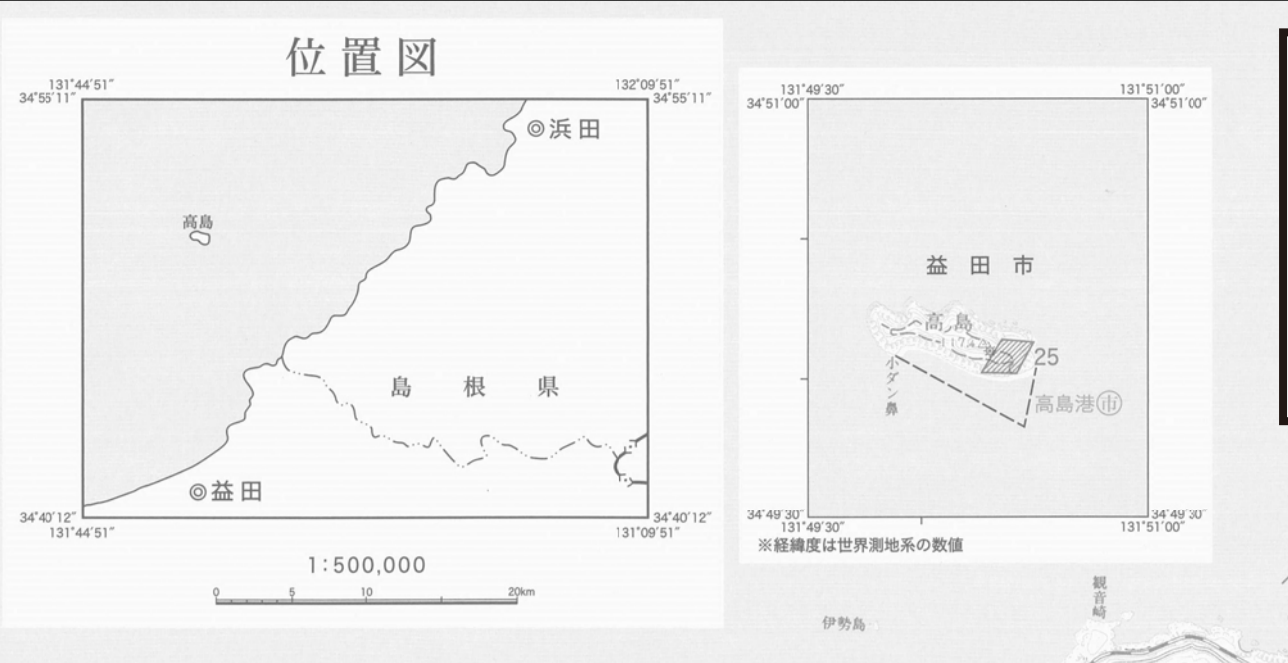 位置図
131°44′51″
132°09′51″
34°55′11″
34°55′11″
浜田
高島
島根県
益田
34°40′12″
34°40′12″
131°44′51″
131°09′51″
1:500,000
0 5 10 20km
131°49′30″
131°51′00″
34°51′00″
34°51′00″
益田市
高島
117.4
25
小ダン鼻
高島港市
34°49′30″
34°49′30″
131°49′30″
131°51′00″
※経緯度は世界測地系の数値
観音崎
伊勢島